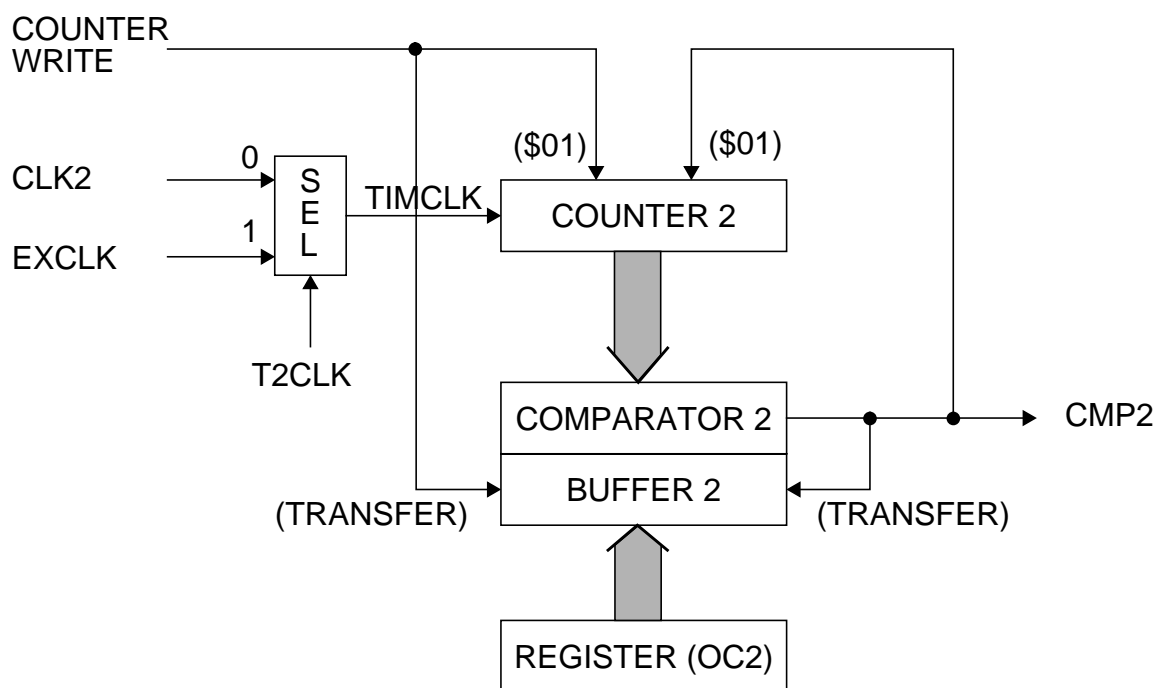 COUNTER
WRITE
($01)
($01)
0
CLK2
S
E
L
TIMCLK
COUNTER 2
1
EXCLK
T2CLK
COMPARATOR 2
CMP2
BUFFER 2
(TRANSFER)
(TRANSFER)
REGISTER (OC2)